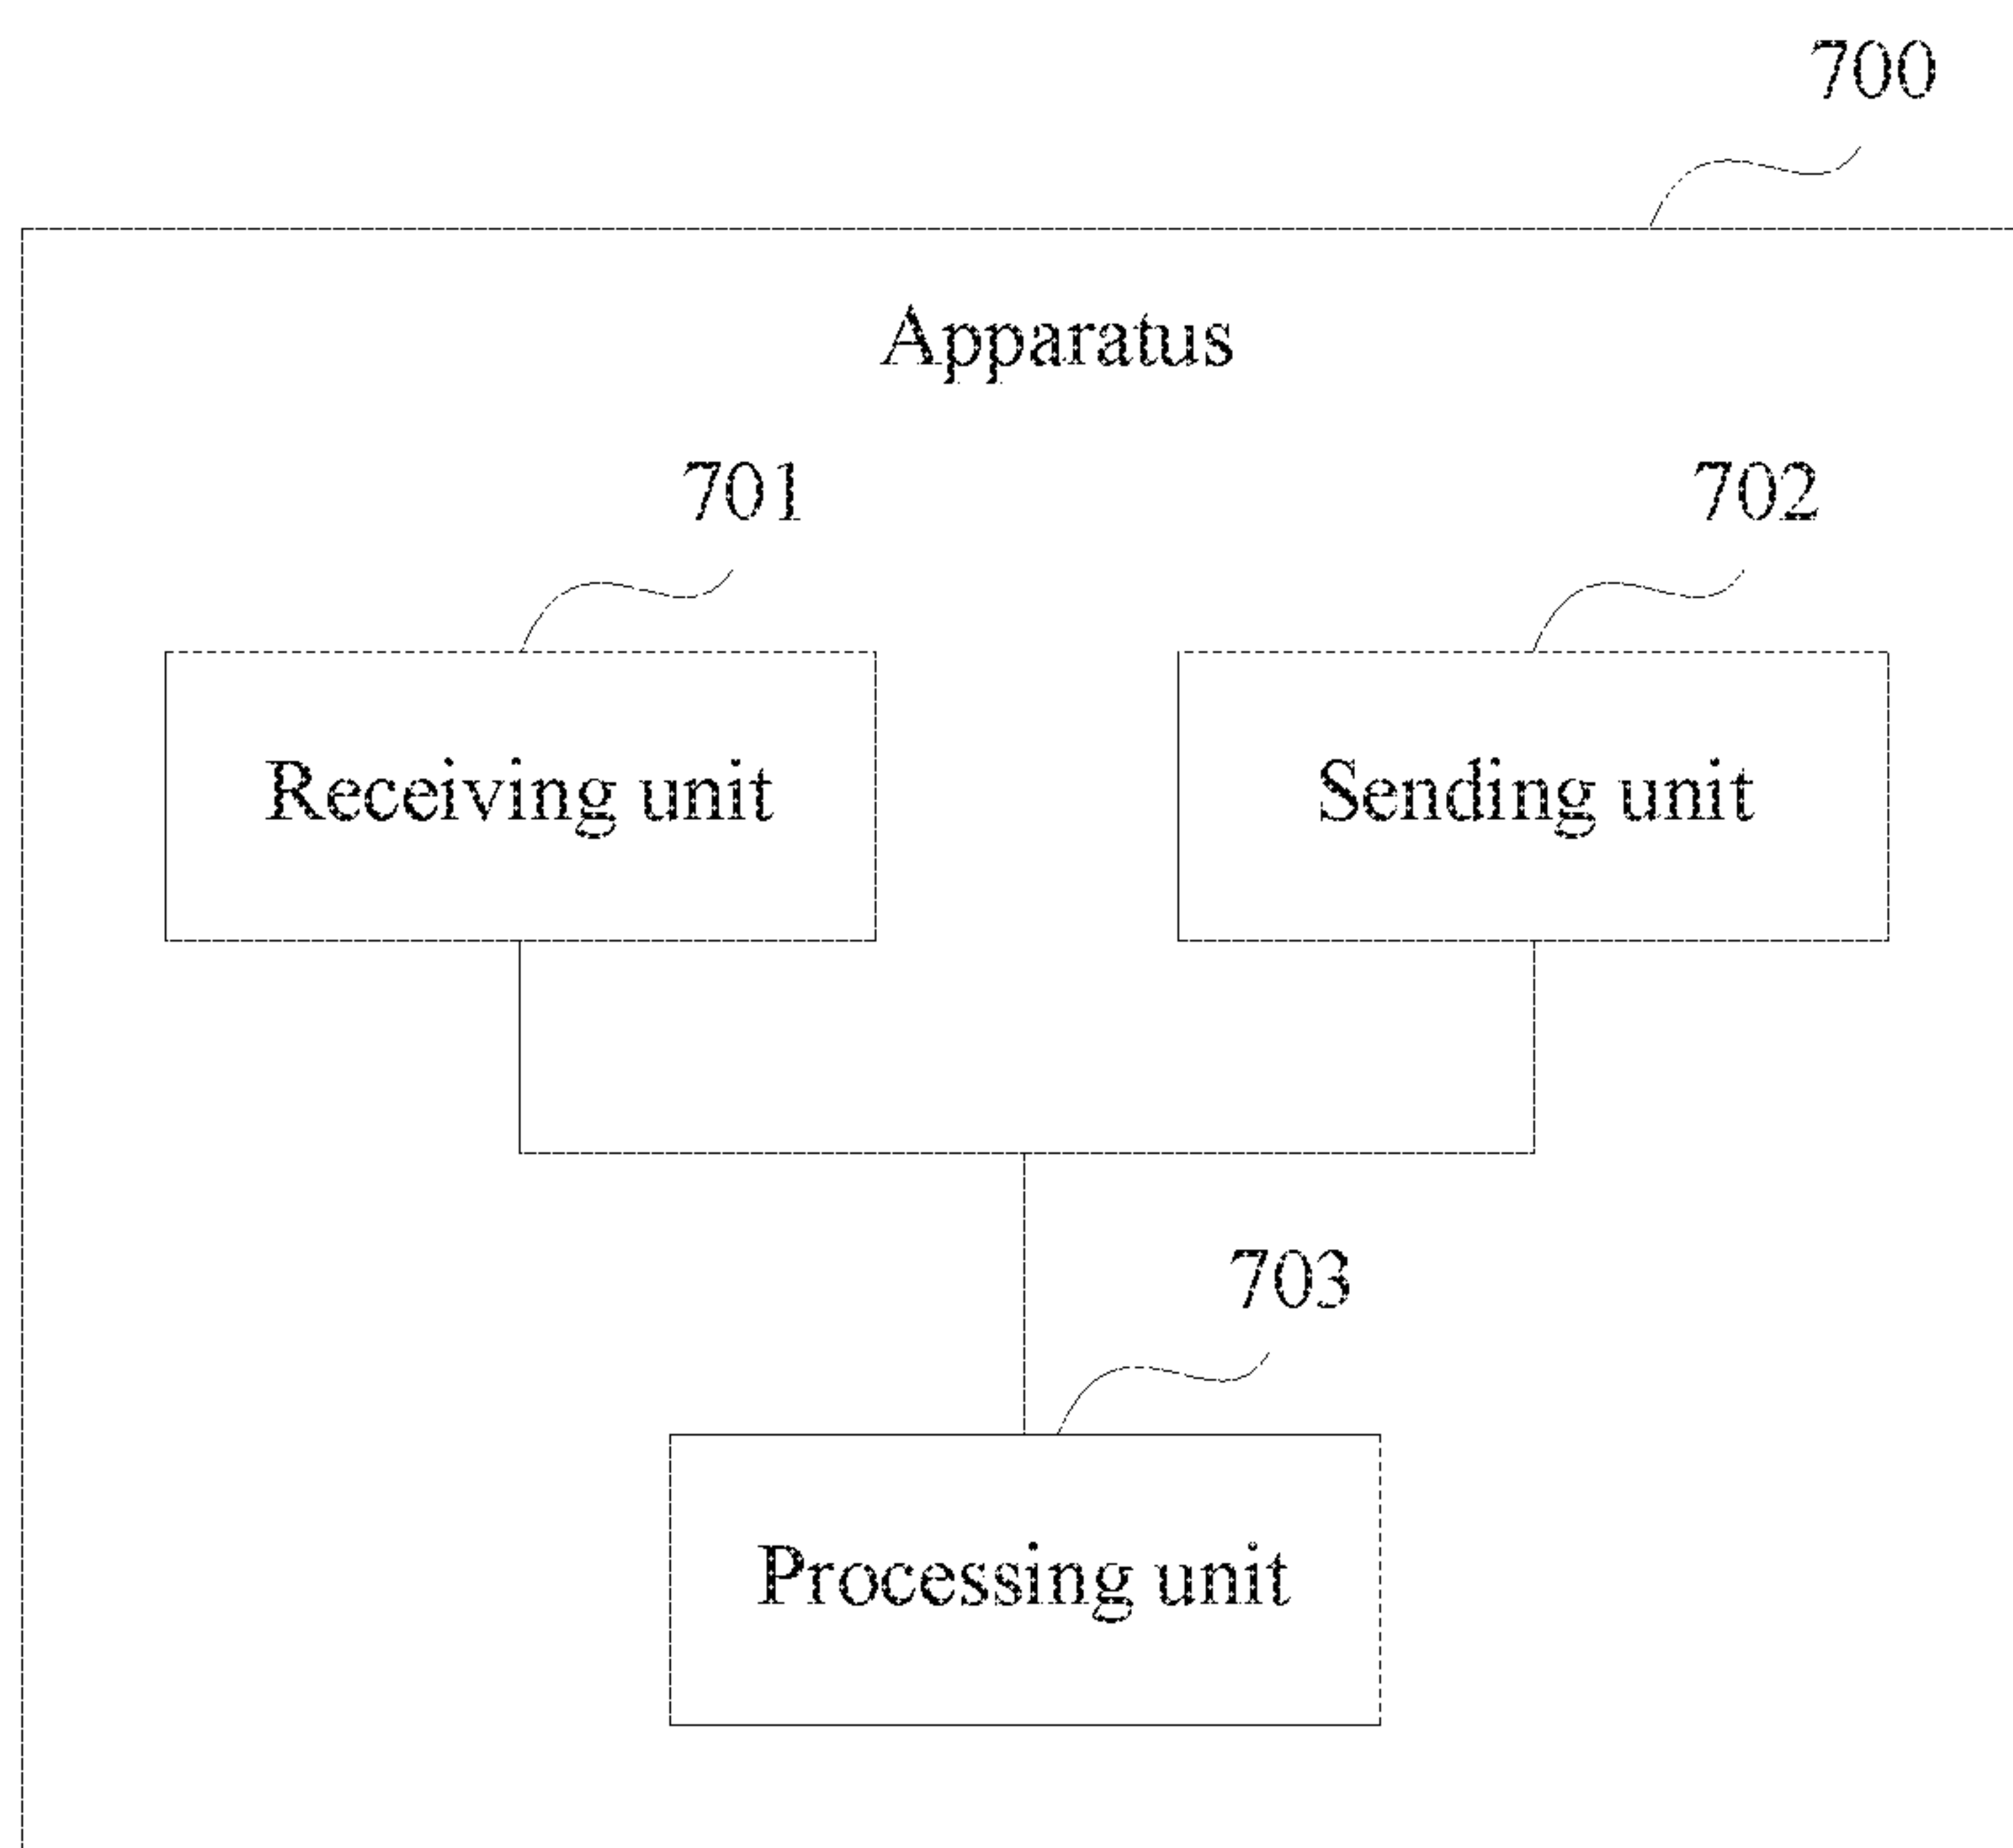 700
Apparatus
701
702
Receiving unit
Sending unit
703
Processing unit